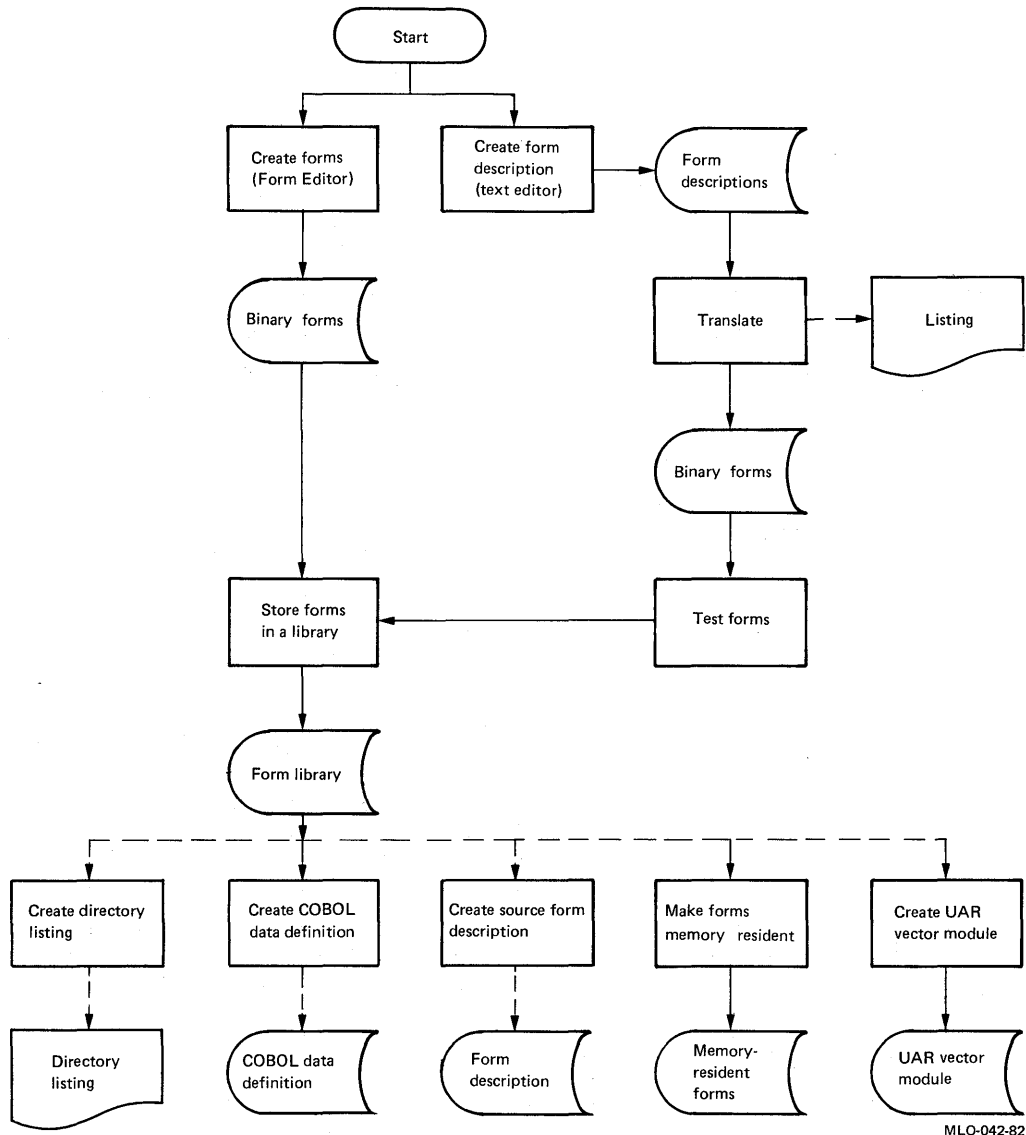 Start
Create forms
(Form Editor)
Create form
description
(text editor)
Form
descriptions
Binary forms
Translate
Listing
Binary forms
Store forms
in a library
Test forms
Form library
Create directory
listing
Create COBOL
data definition
Create source form
description
Make forms
memory resident
Create UAR
vector module
Directory
listing
COBOL data
definition
Form
description
Memory-
resident
forms
UAR vector
module
MLO-042-82